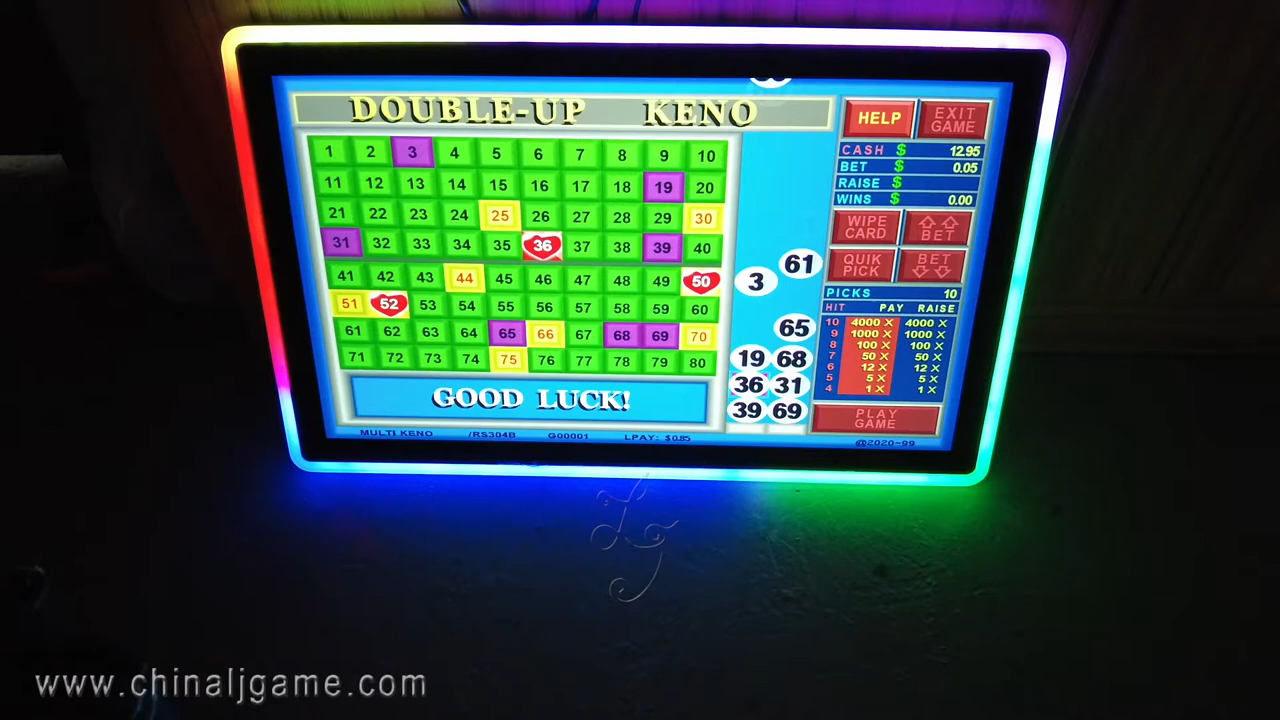 DOUBLE-UP KENO
HELP
EXIT GAME
1 2 3 4 5 6 7 8 9 10
11 12 13 14 15 16 17 18 19 20
21 22 23 24 25 26 27 28 29 30
31 32 33 34 35 36 37 38 39 40
41 42 43 44 45 46 47 48 49 50
51 52 53 54 55 56 57 58 59 60
61 62 63 64 65 66 67 68 69 70
71 72 73 74 75 76 77 78 79 80
GOOD LUCK!
3 61
65
19 68
36 31
39 69
CASH $ 12.95
BET $ 0.05
RAISE $
WINS $ 0.00
WIPE CARD
BET
QUIK PICK
BET
PICKS 10
HIT PAY RAISE
10 4000 X 4000 X
9 1000 X 1000 X
8 100 X 100 X
7 50 X 50 X
6 12 X 12 X
5 5 X 5 X
4 1 X 1 X
PLAY GAME
MULTI KENO /RS304B G00001 LPAY: $0.85 @2020-99
www.chinaljgame.com